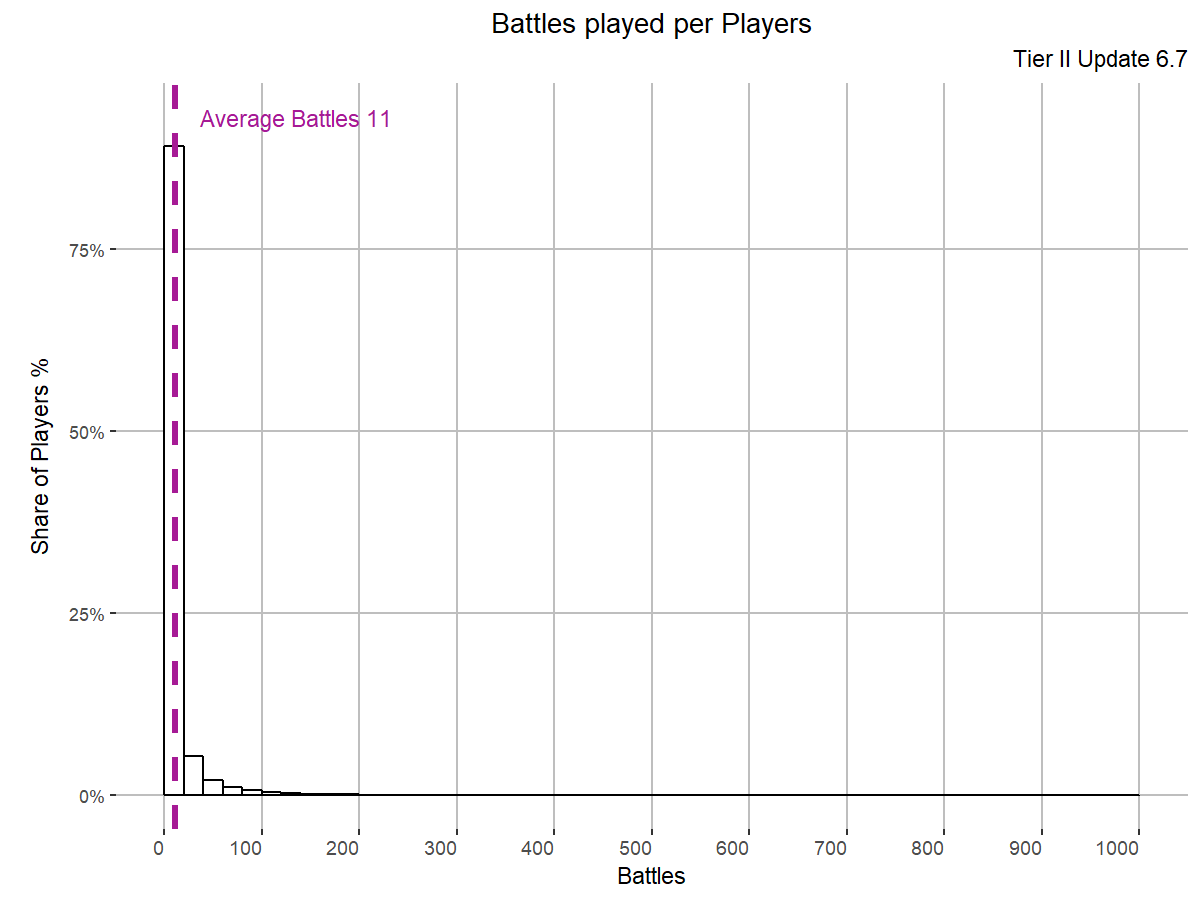 Battles played per Players
Tier II Update 6.7
Average Battles 11
75%
50%
25%
0%
Share of Players %
0 100 200 300 400 500 600 700 800 900 1000
Battles